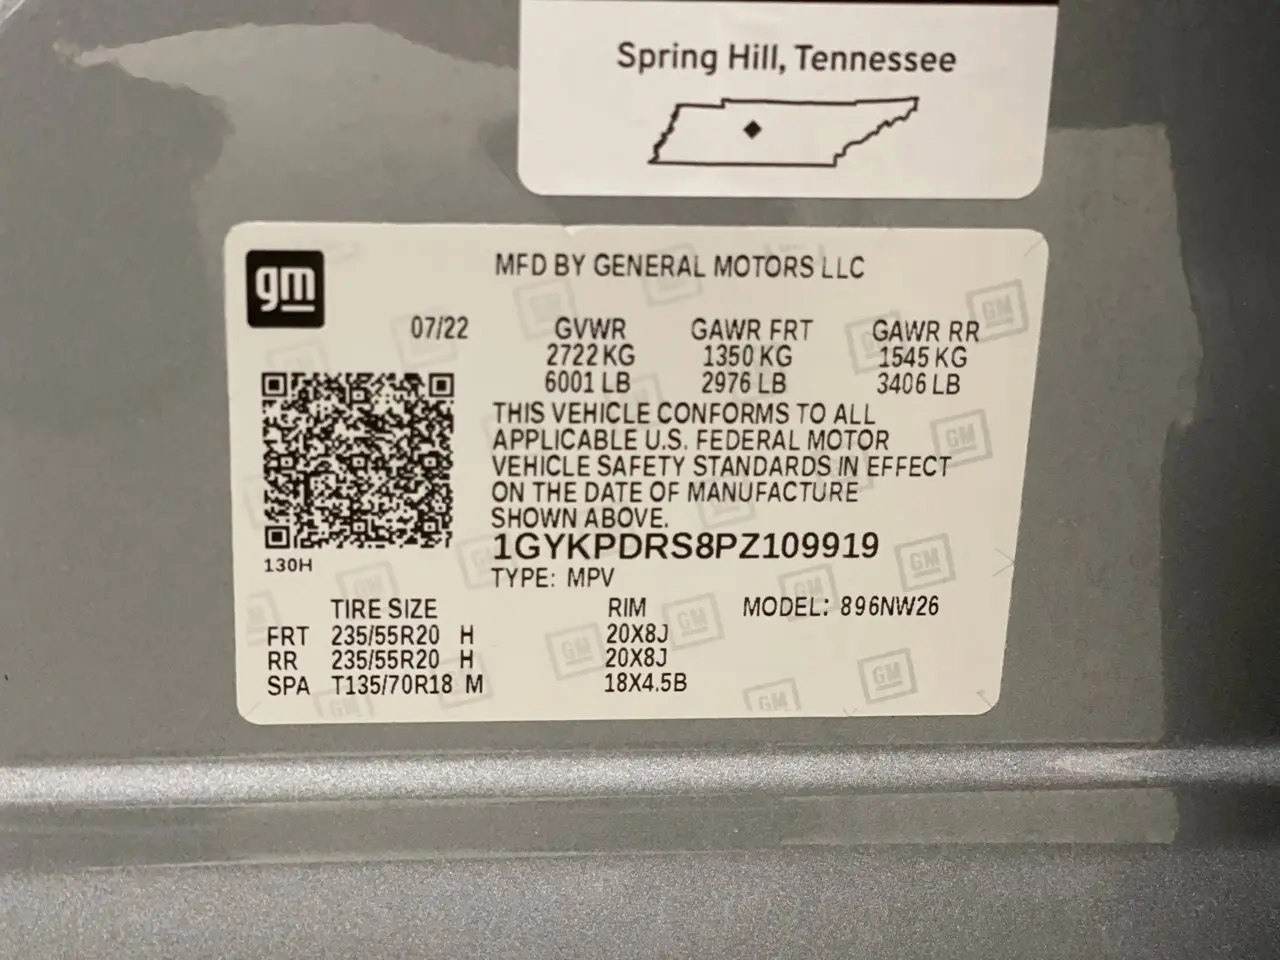 Spring Hill, Tennessee
gm
MFD BY GENERAL MOTORS LLC
07/22 GVWR GAWR FRT GAWR RR
2722 KG 1350 KG 1545 KG
6001 LB 2976 LB 3406 LB
THIS VEHICLE CONFORMS TO ALL
APPLICABLE U.S. FEDERAL MOTOR
VEHICLE SAFETY STANDARDS IN EFFECT
ON THE DATE OF MANUFACTURE
SHOWN ABOVE.
1GYKPDRS8PZ109919
130H
TYPE: MPV
TIRE SIZE RIM MODEL: 896NW26
FRT 235/55R20 H 20X8J
RR 235/55R20 H 20X8J
SPA T135/70R18 M 18X4.5B